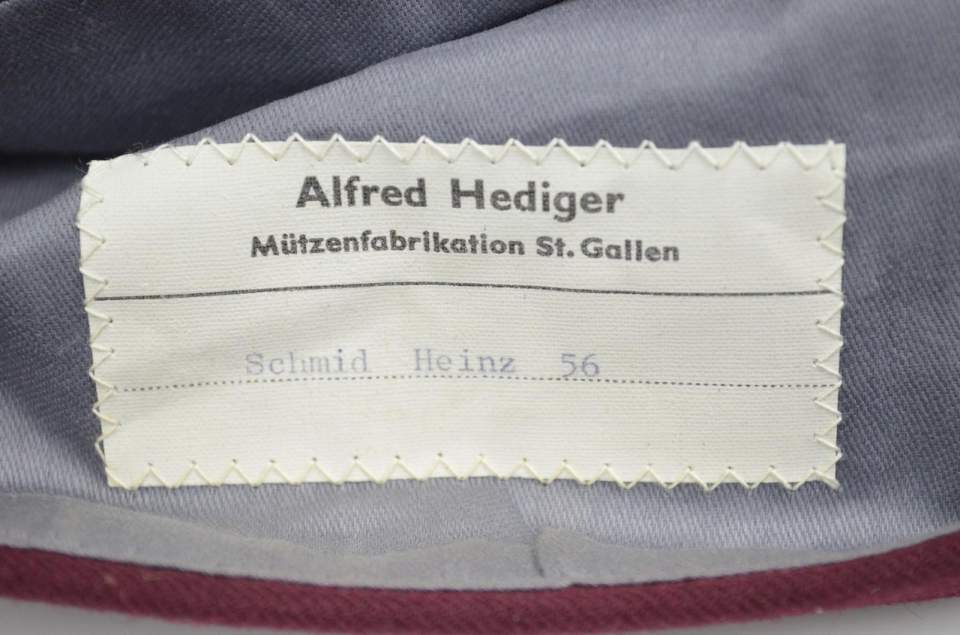 Alfred Hediger
Mützenfabrikation St. Gallen
Schmid Heinz 56